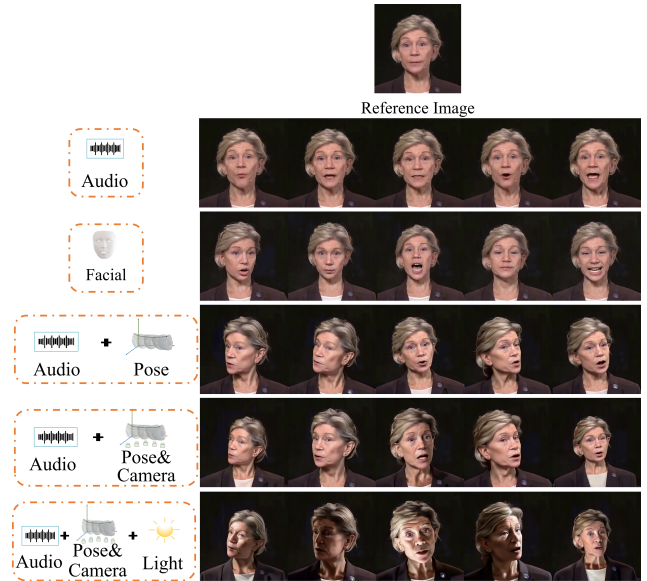 Reference Image
Audio
Facial
Audio + Pose
Audio + Pose&
Camera
Audio + Pose&
Camera + Light